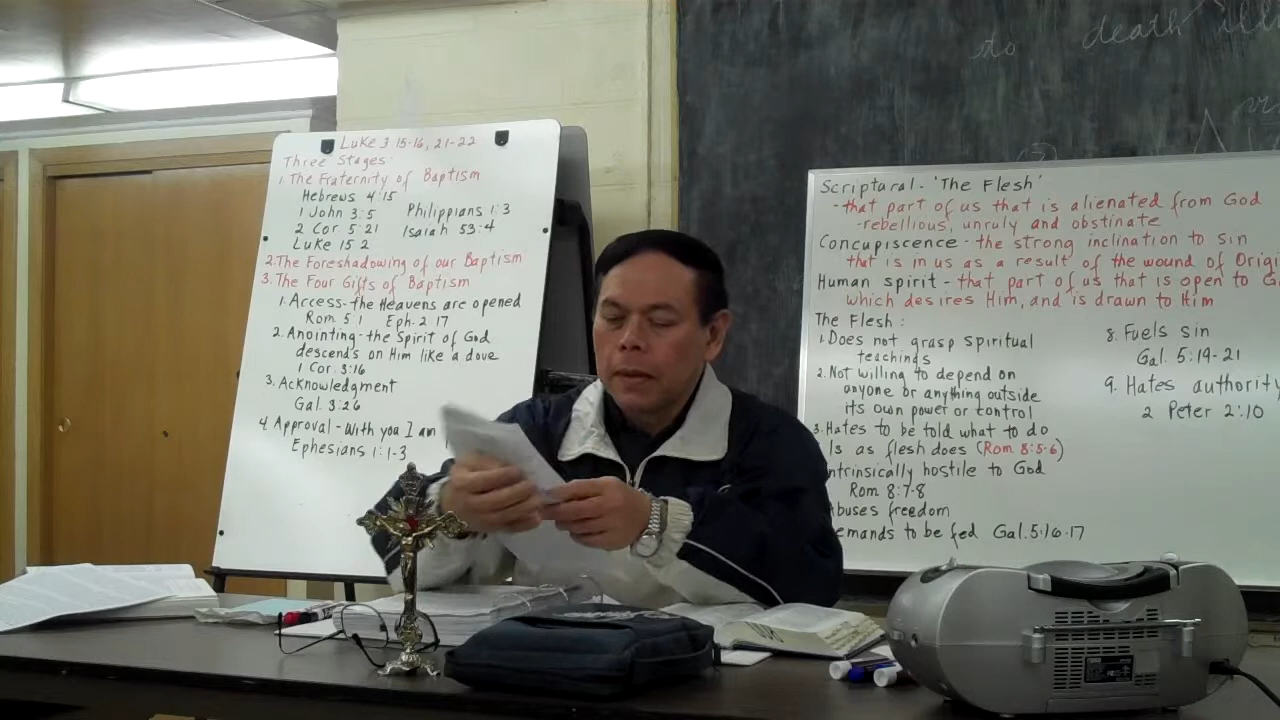 Luke 3 15-16, 21-22
Three Stages:
1. The Fraternity of Baptism
Hebrews 4:15
1 John 3:5 Philippians 1:3
2 Cor 5:21 Isaiah 53:4
Luke 15 2
2. The Foreshadowing of our Baptism
3. The Four Gifts of Baptism
1. Access-the Heavens are opened
Rom 5:1 Eph. 2 17
2. Anointing-the Spirit of God
descends on Him like a dove
1 Cor. 3:16
3. Acknowledgment
Gal. 3:26
4. Approval-With you I am
Ephesians 1:1-3
to death
Scriptaral - 'The Flesh'
-that part of us that is alienated from God
-rebellious, unruly and obstinate
Concupiscence - the strong inclination to sin
that is in us as a result of the wound of Origi
Human spirit - that part of us that is open to G
which desires Him, and is drawn to Him
The Flesh:
1. Does not grasp spiritual
teachings
2. Not willing to depend on
anyone or anything outside
its own power or control
3. Hates to be told what to do
Is as flesh does (Rom 8:5-6)
ntrinsically hostile to God
Rom 8:7-8
buses freedom
emands to be fed Gal. 5:16-17
8. Fuels sin
Gal. 5:19-21
9. Hates authority
2 Peter 2:10